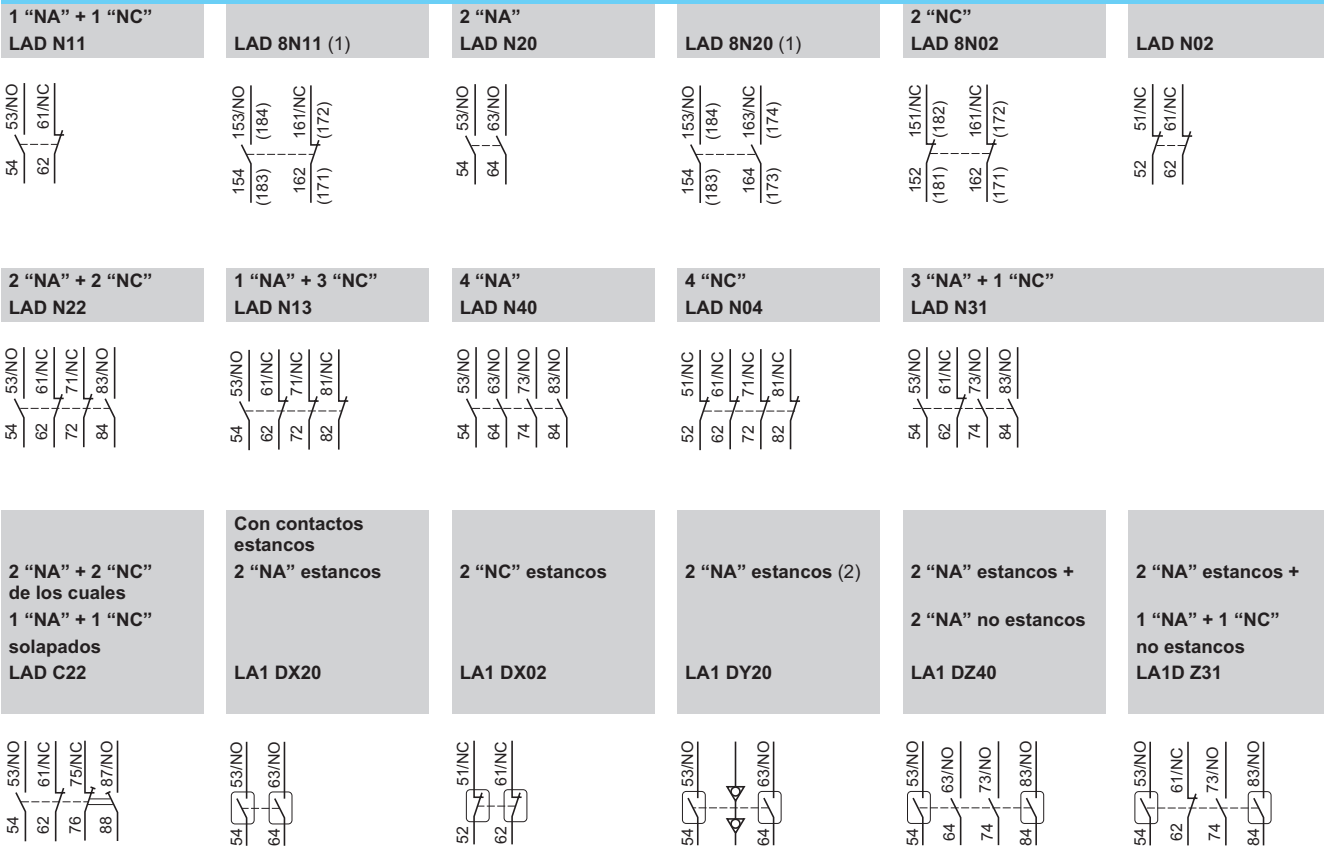 1 “NA” + 1 “NC”
LAD N11
LAD 8N11 (1)
2 “NA”
LAD N20
LAD 8N20 (1)
2 “NC”
LAD 8N02
LAD N02
53/NO 61/NC
54 62
153/NO (184) 161/NC (172)
154 (183) 162 (171)
53/NO 63/NO
54 64
153/NO (184) 163/NC (174)
154 (183) 164 (173)
151/NC (182) 161/NC (172)
152 (181) 162 (171)
51/NC 61/NC
52 62
2 “NA” + 2 “NC”
LAD N22
1 “NA” + 3 “NC”
LAD N13
4 “NA”
LAD N40
4 “NC”
LAD N04
3 “NA” + 1 “NC”
LAD N31
53/NO 61/NC 71/NC 83/NO
54 62 72 84
53/NO 61/NC 71/NC 81/NC
54 62 72 82
53/NO 63/NO 73/NO 83/NO
54 64 74 84
51/NC 61/NC 71/NC 81/NC
52 62 72 82
53/NO 61/NC 73/NO 83/NO
54 62 74 84
2 “NA” + 2 “NC”
de los cuales
1 “NA” + 1 “NC”
solapados
LAD C22
Con contactos
estancos
2 “NA” estancos
LA1 DX20
2 “NC” estancos
LA1 DX02
2 “NA” estancos (2)
LA1 DY20
2 “NA” estancos +
2 “NA” no estancos
LA1 DZ40
2 “NA” estancos +
1 “NA” + 1 “NC”
no estancos
LA1D Z31
53/NO 61/NC 75/NC 87/NO
54 62 76 88
53/NO 63/NO
54 64
51/NC 61/NC
52 62
53/NO 63/NO
54 64
53/NO 63/NO 73/NO 83/NO
54 64 74 84
53/NO 61/NC 73/NO 83/NO
54 62 74 84